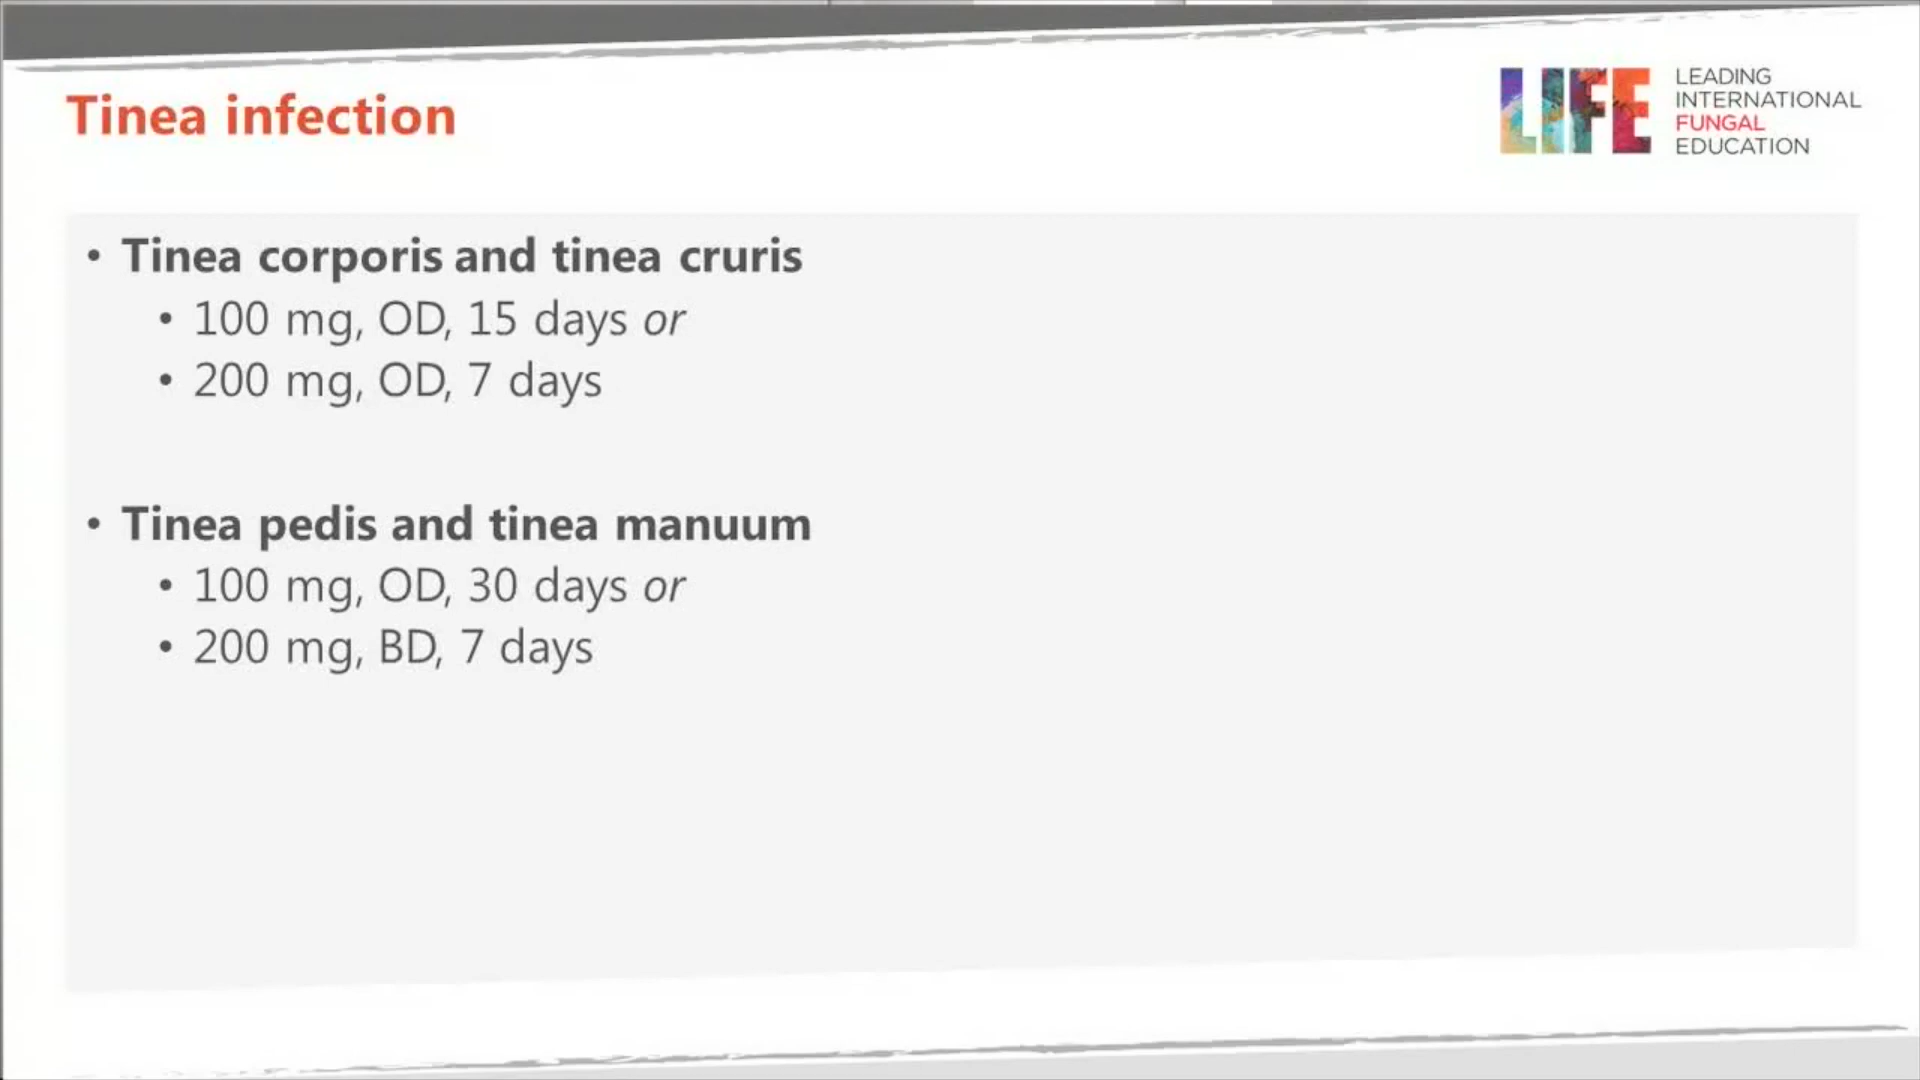 Tinea infection
LIFE
LEADING
INTERNATIONAL
FUNGAL
EDUCATION
• Tinea corporis and tinea cruris
• 100 mg, OD, 15 days or
• 200 mg, OD, 7 days
• Tinea pedis and tinea manuum
• 100 mg, OD, 30 days or
• 200 mg, BD, 7 days